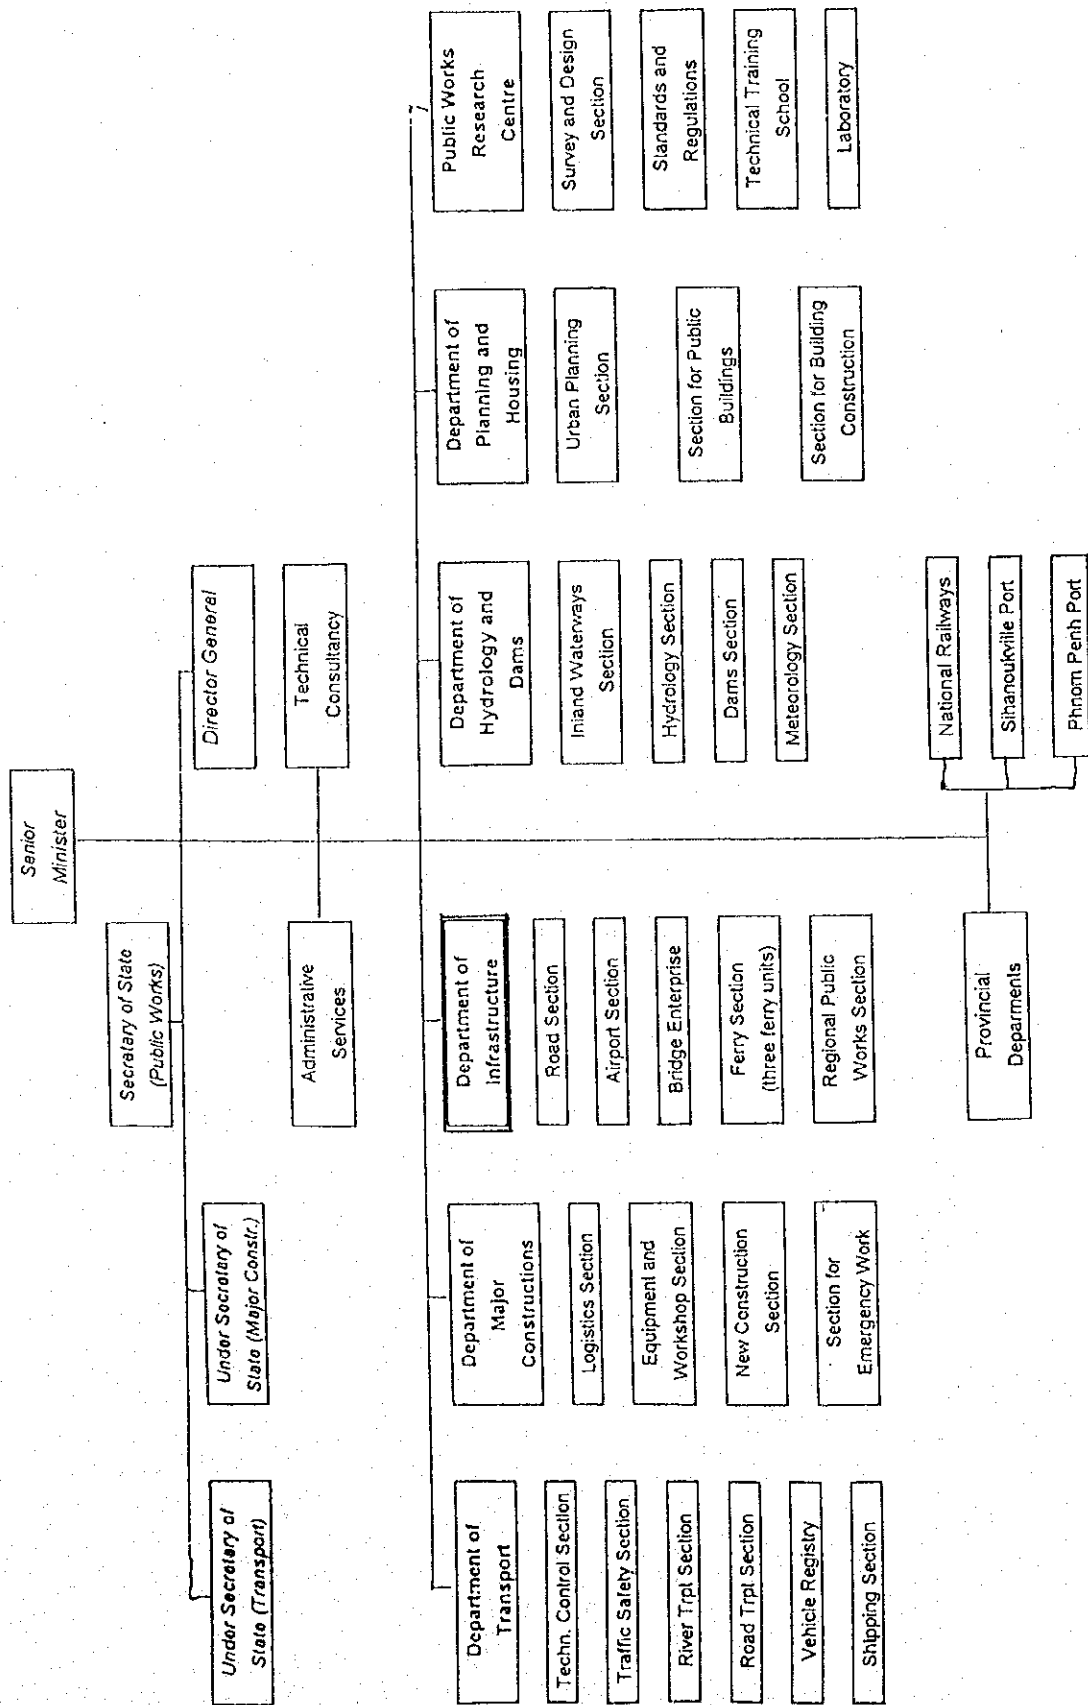 Senior
Minister
Secretary of State
(Public Works)
Under Secretary of
State (Transport)
Under Secretary of
State (Major Constr.)
Director General
Administrative
Services
Technical
Consultancy
Department of
Transport
Techn. Control Section
Traffic Safety Section
River Trpt Section
Road Trpt Section
Vehicle Registry
Shipping Section
Department of
Major
Constructions
Logistics Section
Equipment and
Workshop Section
New Construction
Section
Section for
Emergency Work
Department of
Infrastructure
Road Section
Airport Section
Bridge Enterprise
Ferry Section
(three ferry units)
Regional Public
Works Section
Department of
Hydrology and
Dams
Inland Waterways
Section
Hydrology Section
Dams Section
Meteorology Section
Department of
Planning and
Housing
Urban Planning
Section
Section for Public
Buildings
Section for Building
Construction
Public Works
Research
Centre
Survey and Design
Section
Standards and
Regulations
Technical Training
School
Laboratory
Provincial
Deparments
National Railways
Sihanoukville Port
Phnom Penh Port